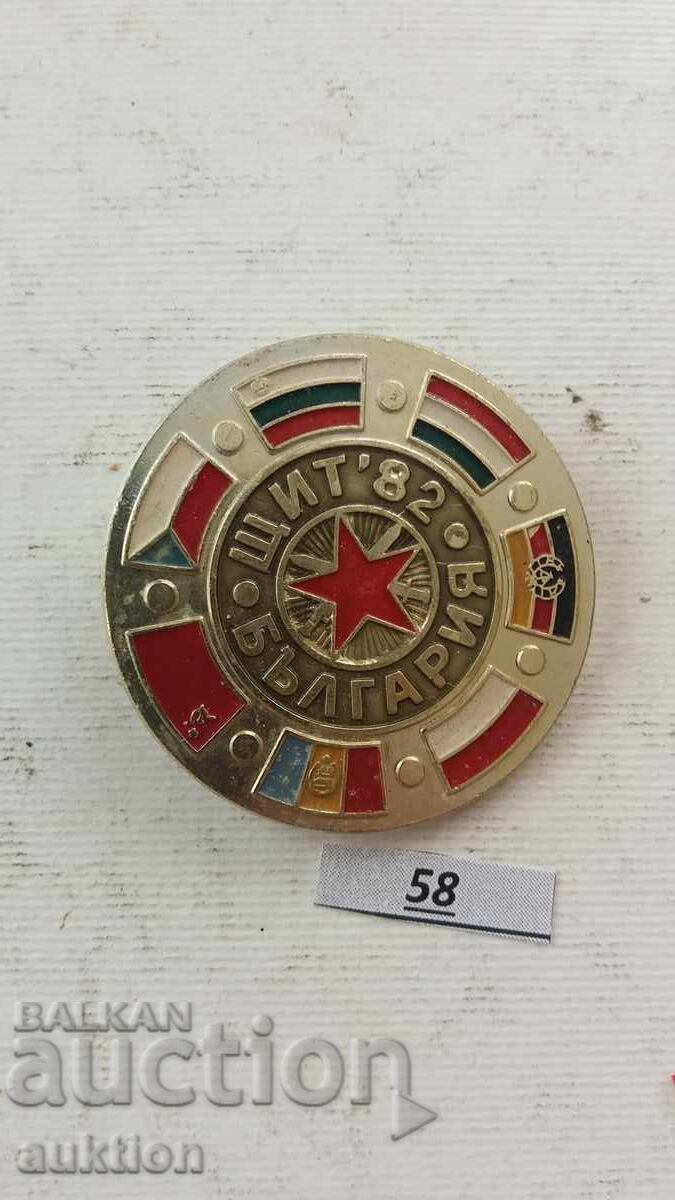 ЩИТ '82
БЪЛГАРИЯ
58
BALKAN
auction
auktion